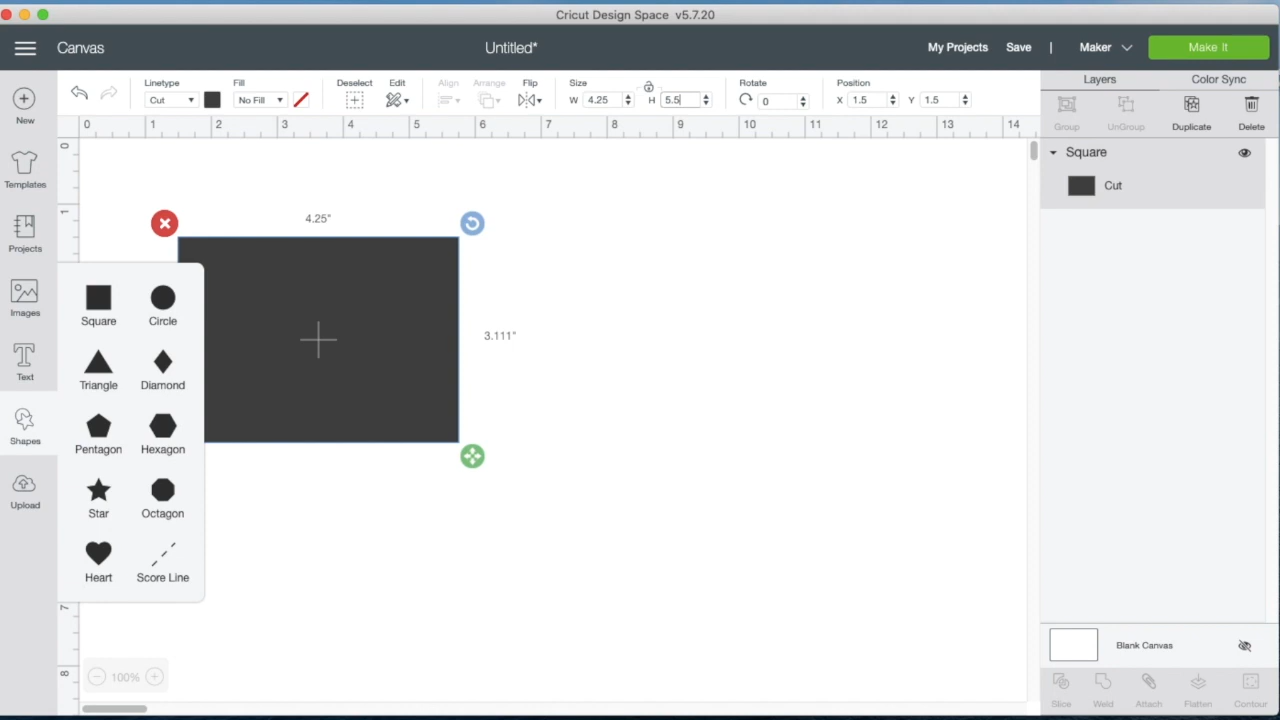 Cricut Design Space v5.7.20
Canvas
Untitled*
My Projects
Save
|
Maker
Make It
New
Templates
Projects
Images
Text
Shapes
Upload
Linetype
Cut
Fill
No Fill
Deselect
Edit
Align
Arrange
Flip
Size
W 4.25
H 5.5
Rotate
0
Position
X 1.5
Y 1.5
0 1 2 3 4 5 6 7 8 9 10 11 12 13 14
0
1
7
8
4.25"
3.111"
Square
Circle
Triangle
Diamond
Pentagon
Hexagon
Star
Octagon
Heart
Score Line
100%
Layers
Color Sync
Group
UnGroup
Duplicate
Delete
Square
Cut
Blank Canvas
Slice
Weld
Attach
Flatten
Contour